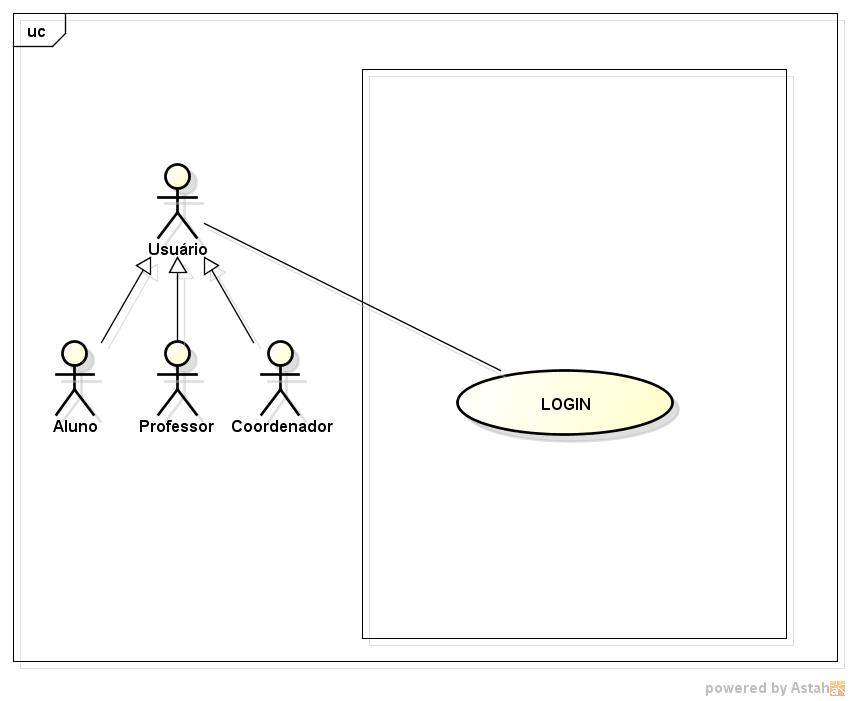 uc
Usuário
Aluno
Professor
Coordenador
LOGIN
powered by Astah